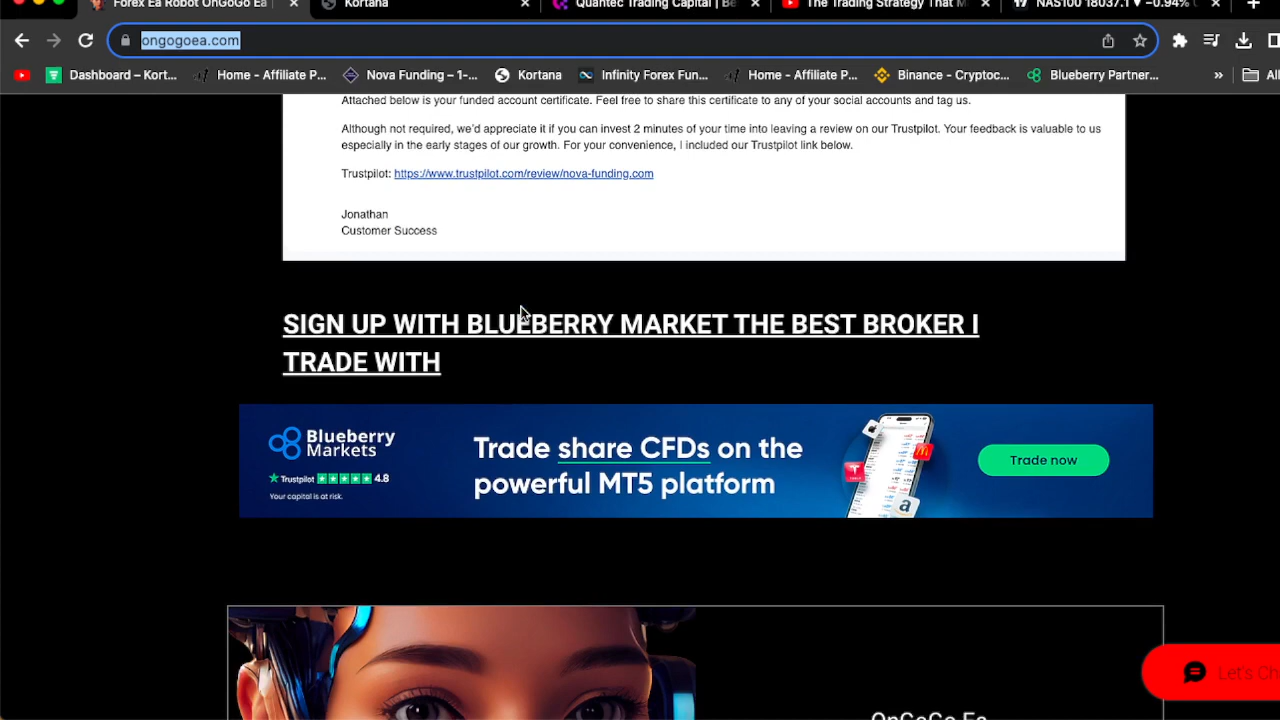 Forex Ea Robot OnGoGo Ea
Kortana
Quantec Trading Capital | Be
The Trading Strategy That M
NAS100 18037.1 ▼ −0.94%
ongogoea.com
Dashboard – Kort...
Home - Affiliate P...
Nova Funding – 1-...
Kortana
Infinity Forex Fun...
Home - Affiliate P...
Binance - Cryptoc...
Blueberry Partner...
»
All
Attached below is your funded account certificate. Feel free to share this certificate to any of your social accounts and tag us.
Although not required, we'd appreciate it if you can invest 2 minutes of your time into leaving a review on our Trustpilot. Your feedback is valuable to us
especially in the early stages of our growth. For your convenience, I included our Trustpilot link below.
Trustpilot: https://www.trustpilot.com/review/nova-funding.com
Jonathan
Customer Success
SIGN UP WITH BLUEBERRY MARKET THE BEST BROKER I
TRADE WITH
Blueberry
Markets
Trustpilot 4.8
Your capital is at risk.
Trade share CFDs on the
powerful MT5 platform
Trade now
Let's Ch
OnGoGo Ea